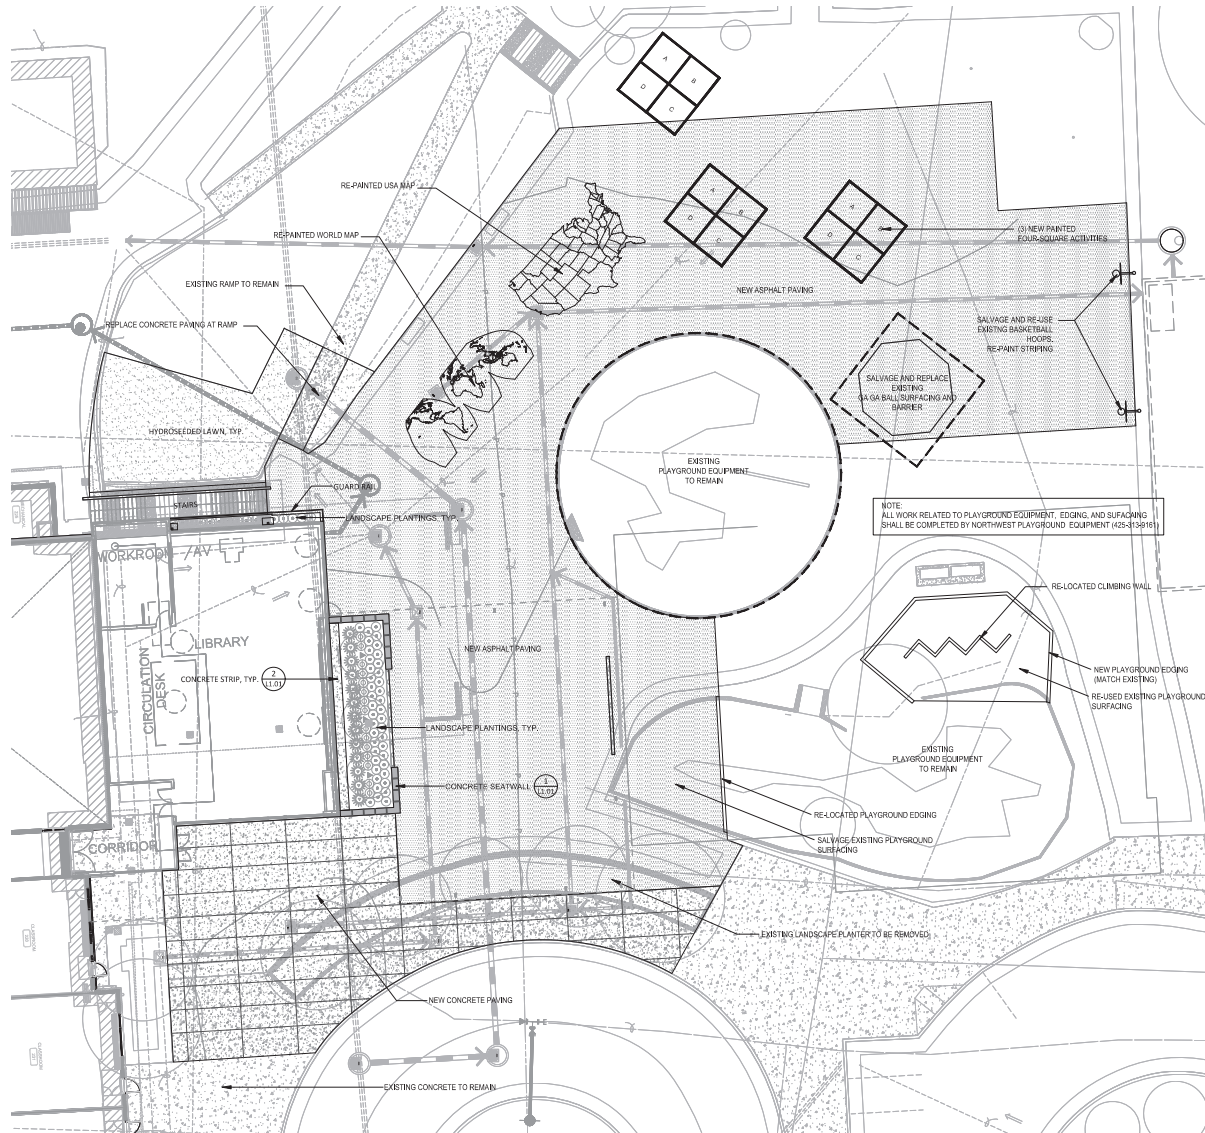 A
B
D
C
RE-PAINTED USA MAP
A
B
D
C
A
D
C
(3) NEW PAINTED
FOUR-SQUARE ACTIVITIES
RE-PAINTED WORLD MAP
EXISTING RAMP TO REMAIN
NEW ASPHALT PAVING
REPLACE CONCRETE PAVING AT RAMP
SALVAGE AND RE-USE
EXISTNG BASKETBALL
HOOPS.
RE-PAINT STRIPING
SALVAGE AND REPLACE
EXISTING
GA GA BALL SURFACING AND
BARRIER
HYDROSEEDED LAWN, TYP.
EXISTING
PLAYGROUND EQUIPMENT
TO REMAIN
GUARD RAIL
STAIRS
LANDSCAPE PLANTINGS, TYP.
NOTE:
ALL WORK RELATED TO PLAYGROUND EQUIPMENT, EDGING, AND SUFACING
SHALL BE COMPLETED BY NORTHWEST PLAYGROUND EQUIPMENT (425-313-9161)
WORKROOM /AV
RE-LOCATED CLIMBING WALL
LIBRARY
NEW ASPHALT PAVING
CIRCULATION
DESK
CONCRETE STRIP, TYP.
2
L1.01
NEW PLAYGROUND EDGING
(MATCH EXISTING)
RE-USED EXISTING PLAYGROUND
SURFACING
LANDSCAPE PLANTINGS, TYP.
EXISTING
PLAYGROUND EQUIPMENT
TO REMAIN
CONCRETE SEATWALL
1
L1.01
RE-LOCATED PLAYGROUND EDGING
SALVAGE EXISTING PLAYGROUND
SURFACING
CORRIDOR
EXISTING LANDSCAPE PLANTER TO BE REMOVED
NEW CONCRETE PAVING
EXISTING CONCRETE TO REMAIN